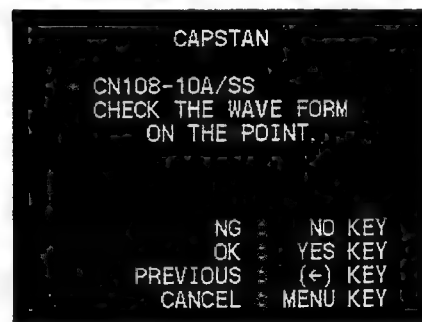 CAPSTAN
* CN108-10A/SS
CHECK THE WAVE FORM
ON THE POINT.
NG : NO KEY
OK : YES KEY
PREVIOUS : (←) KEY
CANCEL : MENU KEY